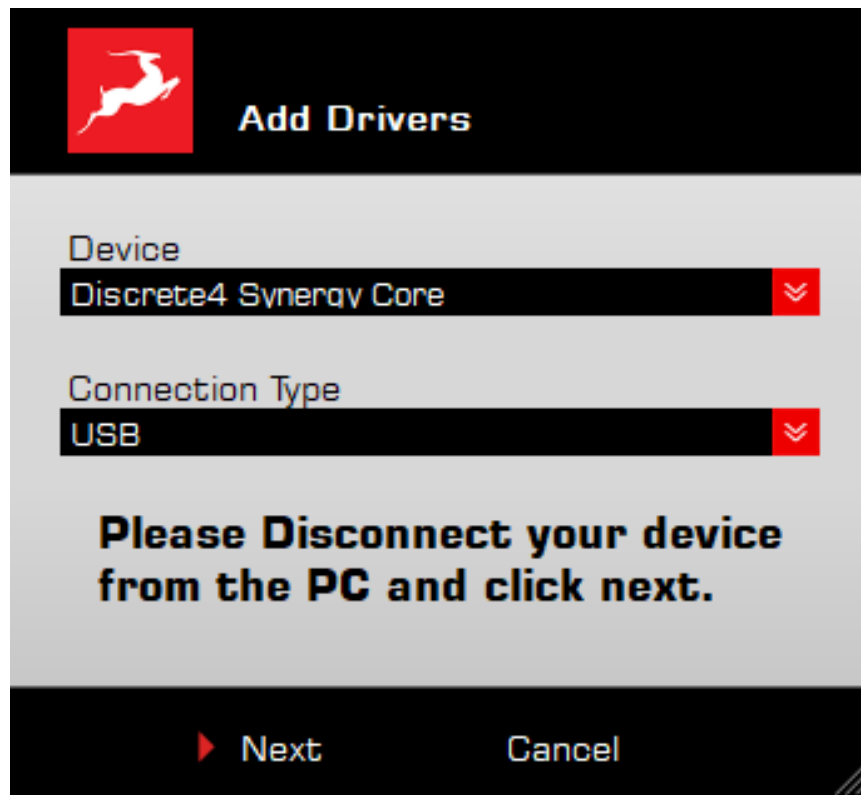 Add Drivers
Device
Discrete4 Synergy Core
Connection Type
USB
Please Disconnect your device
from the PC and click next.
Next
Cancel